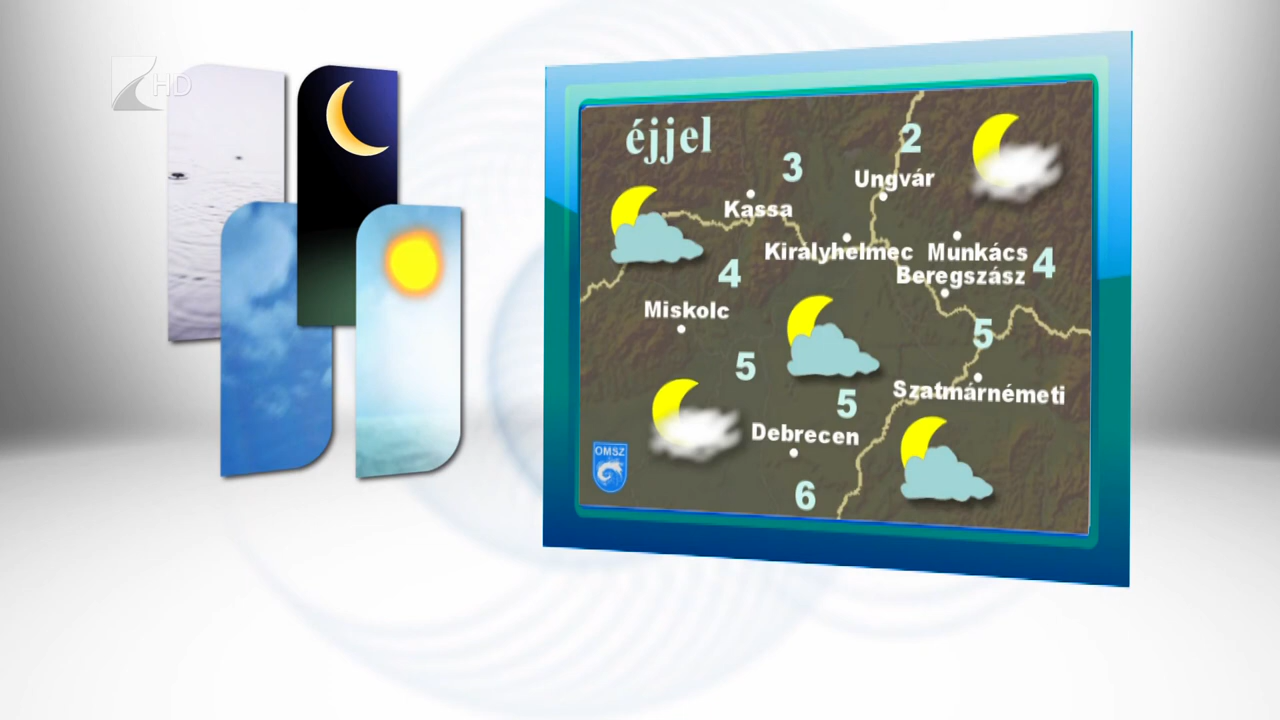 HD
éjjel
2
3
Ungvár
Kassa
Királyhelmec
Munkács
4
Beregszász
4
Miskolc
5
5
Szatmárnémeti
5
Debrecen
OMSZ
6